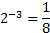 2⁻³ = 1/8